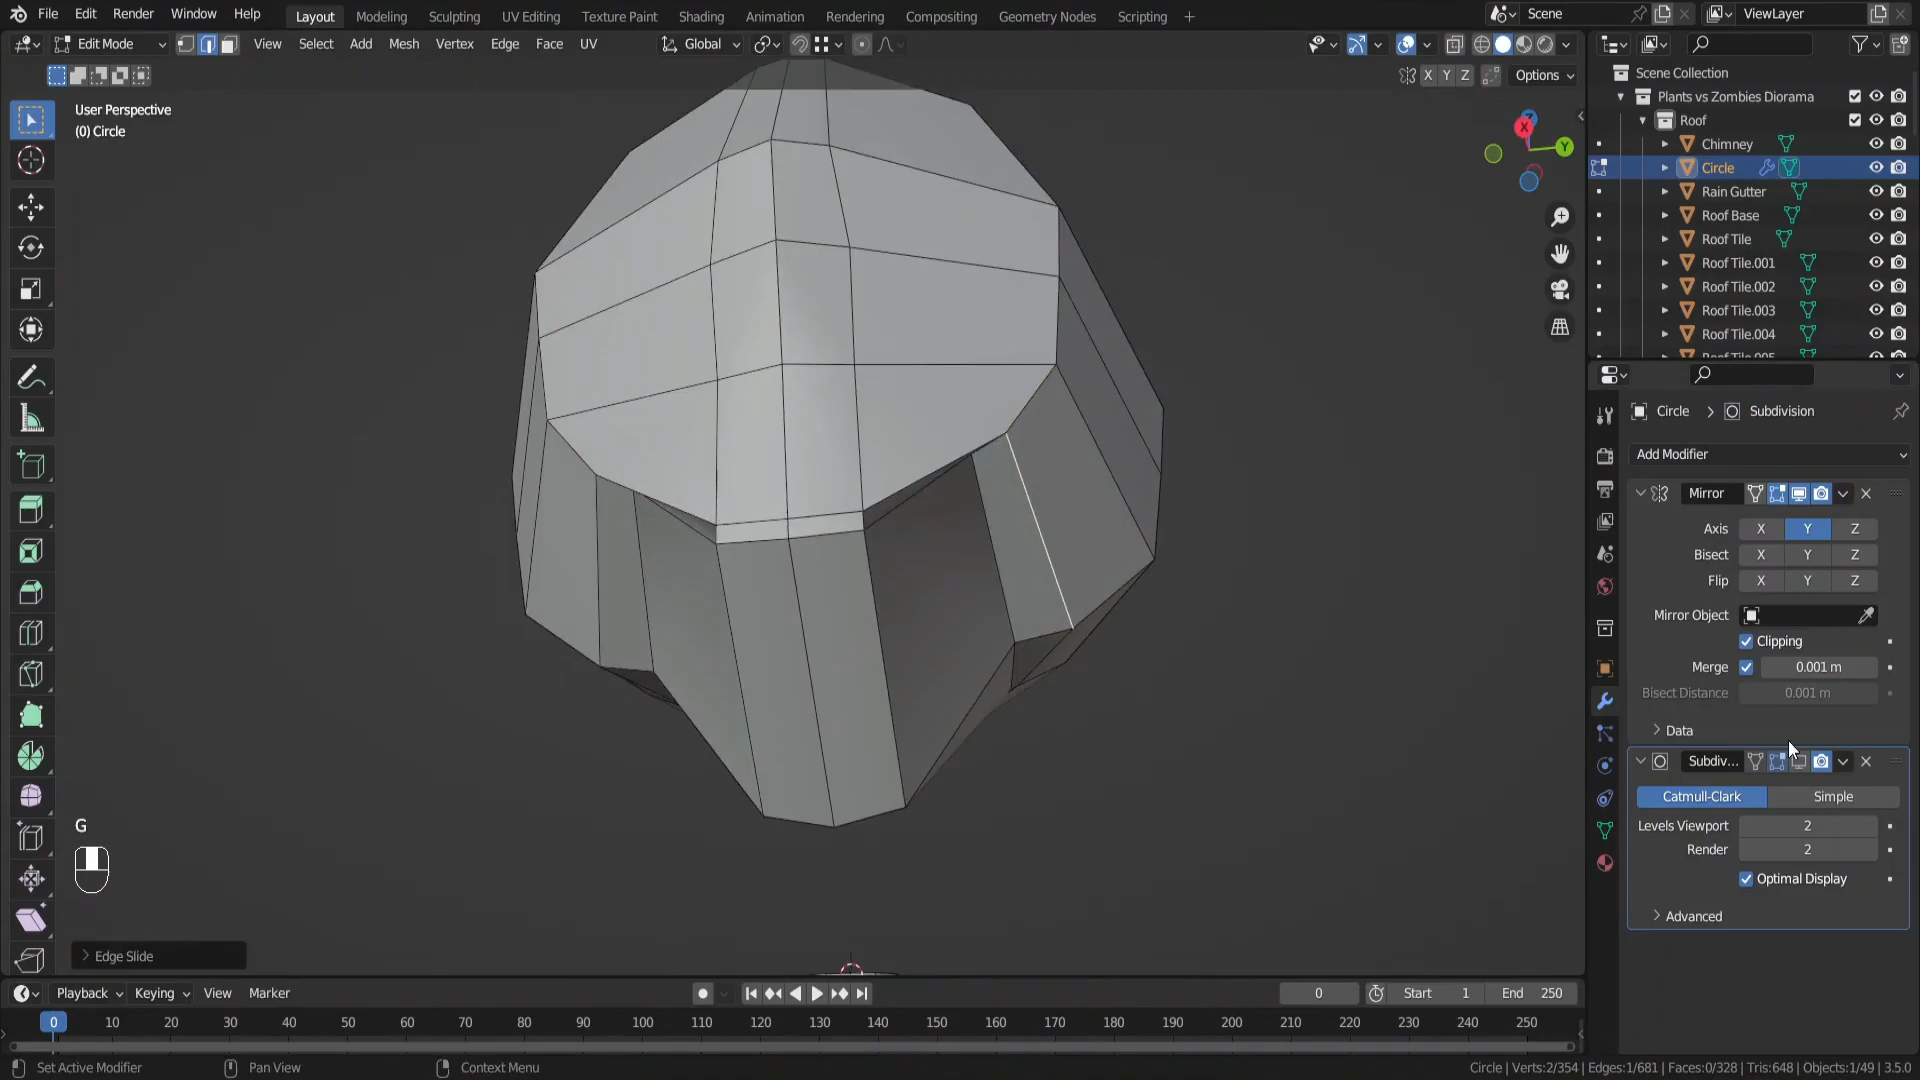 File Edit Render Window Help
Layout Modeling Sculpting UV Editing Texture Paint Shading Animation Rendering Compositing Geometry Nodes Scripting +
Scene
ViewLayer
Edit Mode View Select Add Mesh Vertex Edge Face UV
Global
X Y Z Options
User Perspective
(0) Circle
X
Y
Scene Collection
Plants vs Zombies Diorama
Roof
Chimney
Circle
Rain Gutter
Roof Base
Roof Tile
Roof Tile.001
Roof Tile.002
Roof Tile.003
Roof Tile.004
Roof Tile.005
Circle > Subdivision
Add Modifier
Mirror
Axis X Y Z
Bisect X Y Z
Flip X Y Z
Mirror Object
Clipping
Merge 0.001 m
Bisect Distance 0.001 m
Data
Subdiv...
Catmull-Clark Simple
Levels Viewport 2
Render 2
Optimal Display
Advanced
G
Edge Slide
Playback Keying View Marker
0 Start 1 End 250
0 10 20 30 40 50 60 70 80 90 100 110 120 130 140 150 160 170 180 190 200 210 220 230 240 250
Set Active Modifier Pan View Context Menu
Circle | Verts:2/354 | Edges:1/681 | Faces:0/328 | Tris:648 | Objects:1/49 | 3.5.0